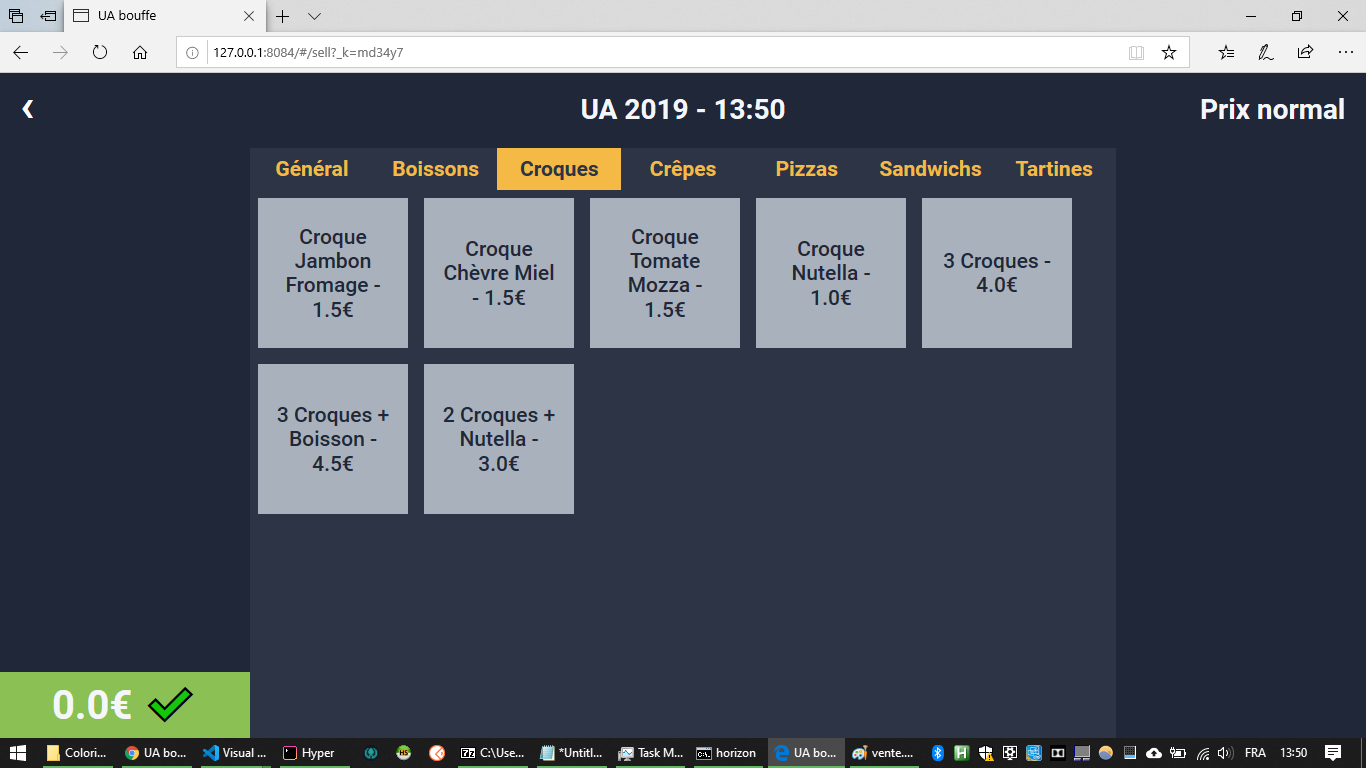 UA bouffe
127.0.0.1:8084/#/sell?_k=md34y7
UA 2019 - 13:50
Prix normal
Général
Boissons
Croques
Crêpes
Pizzas
Sandwichs
Tartines
Croque
Jambon
Fromage -
1.5€
Croque
Chèvre Miel
- 1.5€
Croque
Tomate
Mozza -
1.5€
Croque
Nutella -
1.0€
3 Croques -
4.0€
3 Croques +
Boisson -
4.5€
2 Croques +
Nutella -
3.0€
0.0€
Colori...
UA bo...
Visual ...
Hyper
C:\Use...
*Untitl...
Task M...
horizon
UA bo...
vente....
FRA
13:50